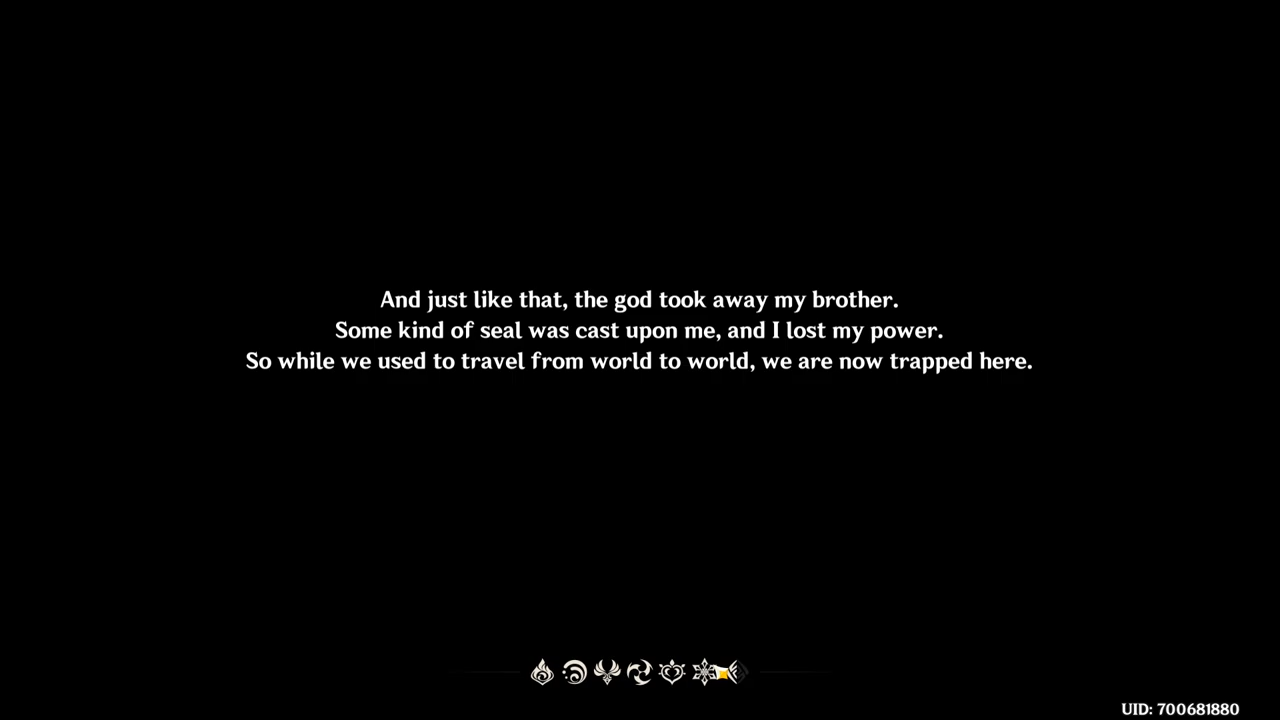 And just like that, the god took away my brother.
Some kind of seal was cast upon me, and I lost my power.
So while we used to travel from world to world, we are now trapped here.
UID: 700681880